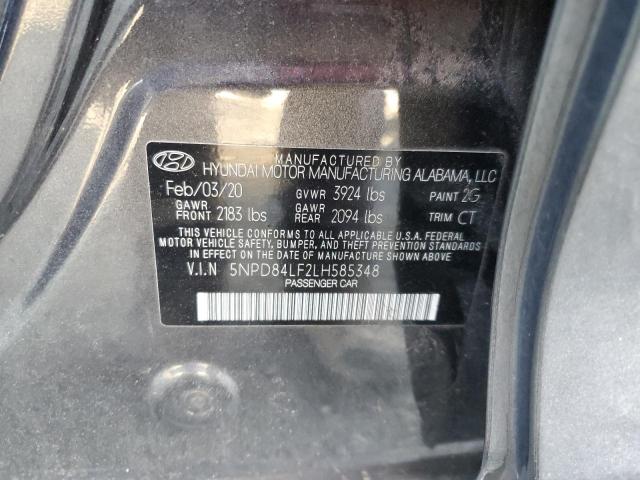 MANUFACTURED BY
HYUNDAI MOTOR MANUFACTURING ALABAMA, LLC
Feb/03/20 GVWR 3924 lbs PAINT 2G
GAWR FRONT 2183 lbs GAWR REAR 2094 lbs TRIM CT
THIS VEHICLE CONFORMS TO ALL APPLICABLE U.S.A. FEDERAL
MOTOR VEHICLE SAFETY, BUMPER, AND THEFT PREVENTION STANDARDS
IN EFFECT ON THE DATE OF MANUFACTURE SHOWN ABOVE.
V.I.N 5NPD84LF2LH585348
PASSENGER CAR